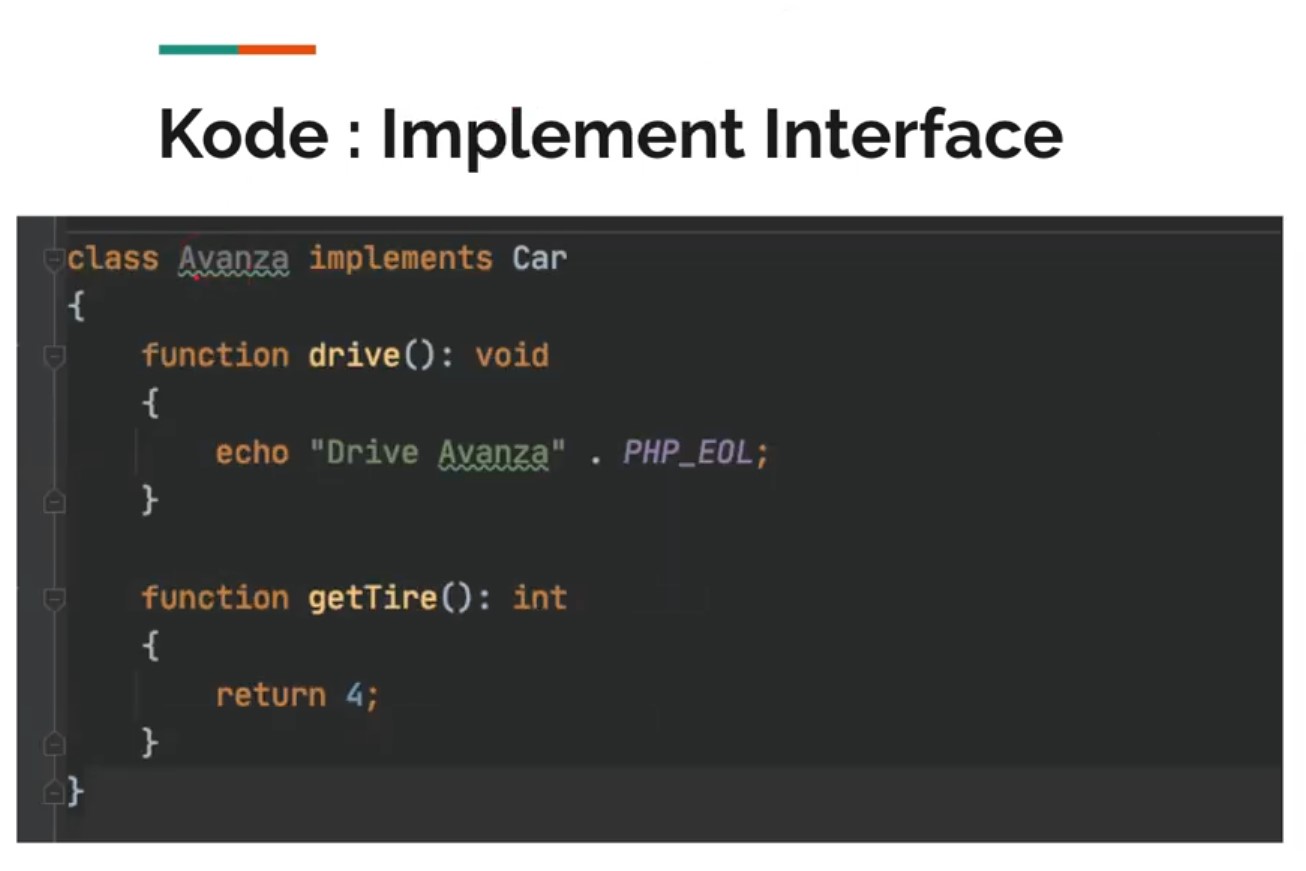 Kode : Implement Interface
class Avanza implements Car
{
    function drive(): void
    {
        echo "Drive Avanza" . PHP_EOL;
    }

    function getTire(): int
    {
        return 4;
    }
}